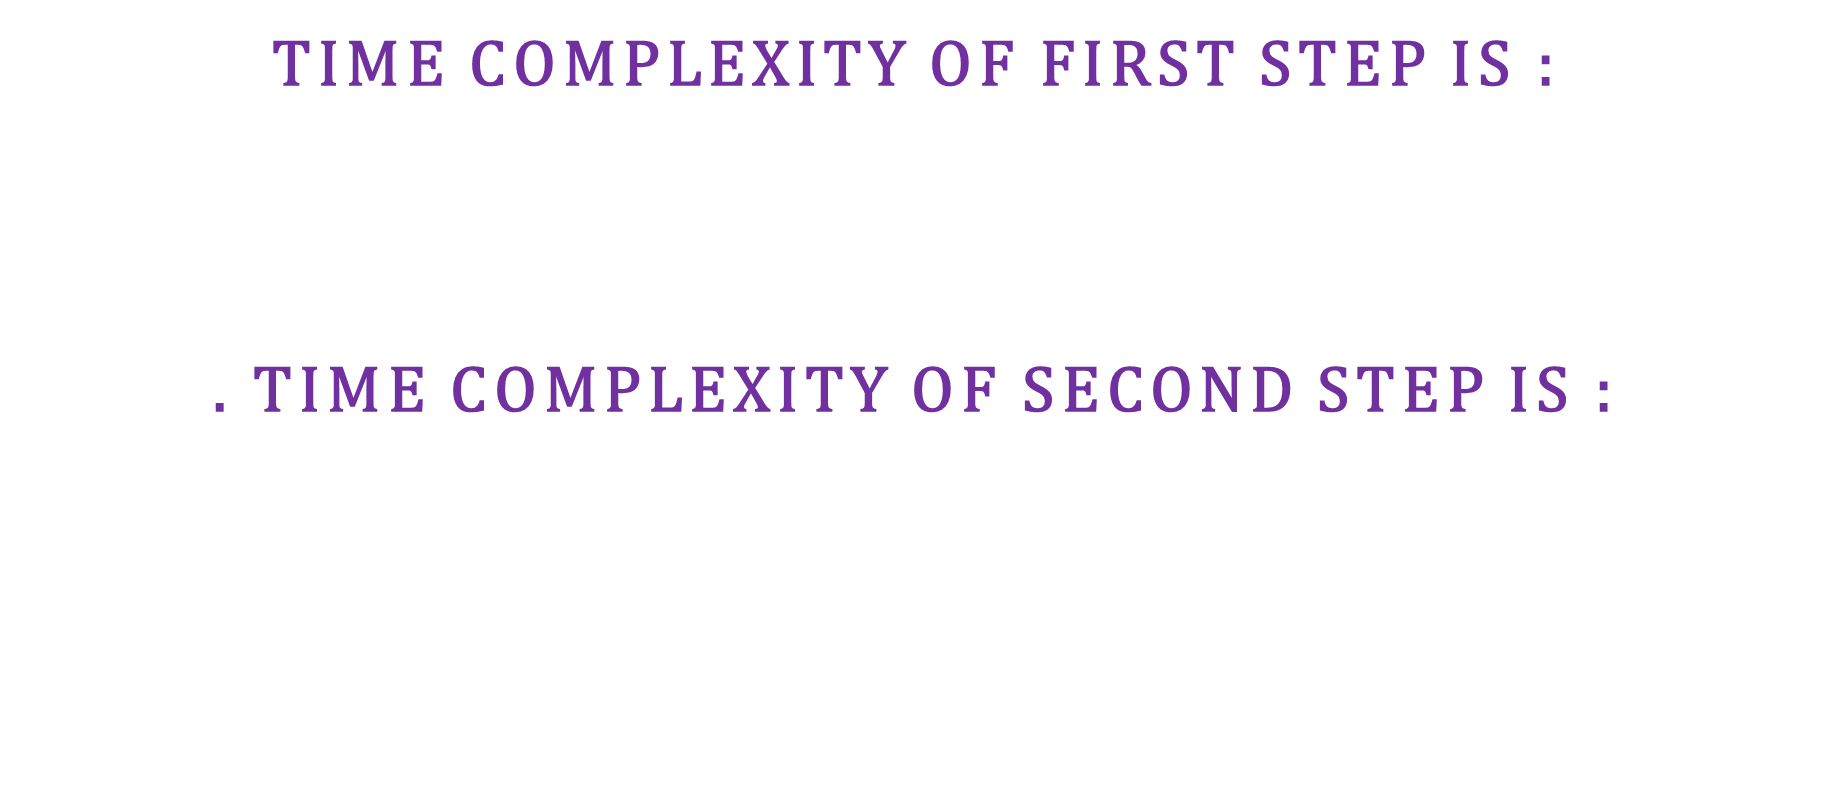 TIME COMPLEXITY OF FIRST STEP IS :
. TIME COMPLEXITY OF SECOND STEP IS :